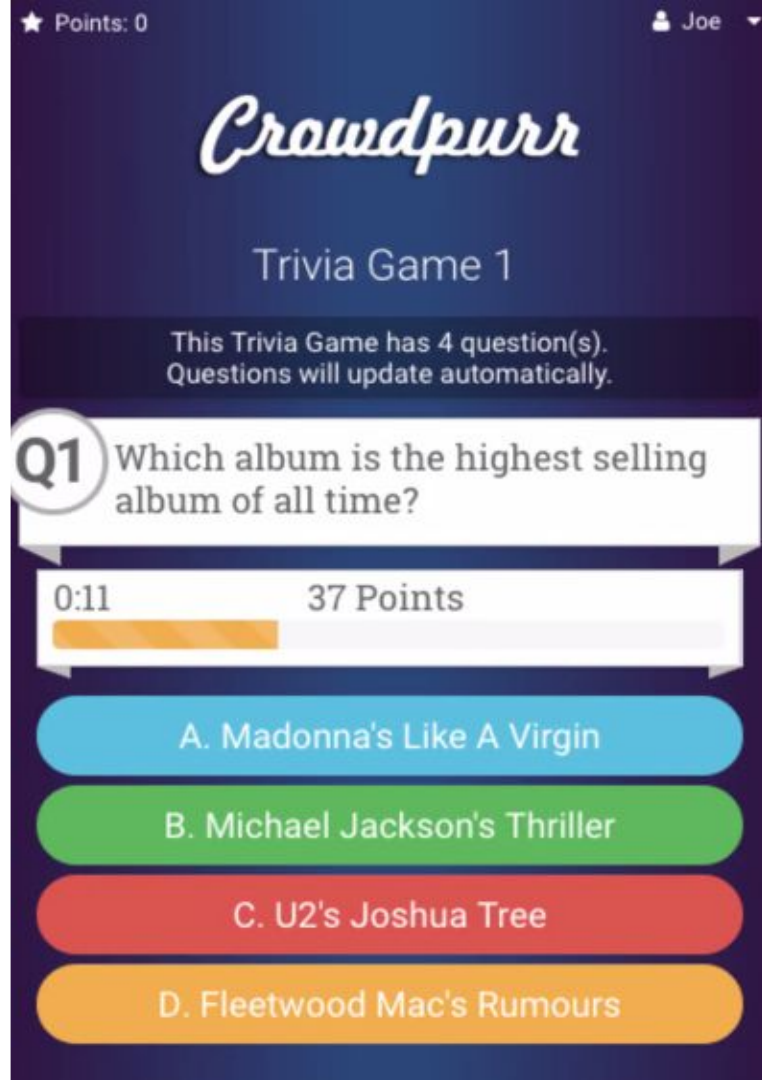 Points: 0
Joe
Crowdpurr
Trivia Game 1
This Trivia Game has 4 question(s).
Questions will update automatically.
Q1
Which album is the highest selling
album of all time?
0:11
37 Points
A. Madonna's Like A Virgin
B. Michael Jackson's Thriller
C. U2's Joshua Tree
D. Fleetwood Mac's Rumours